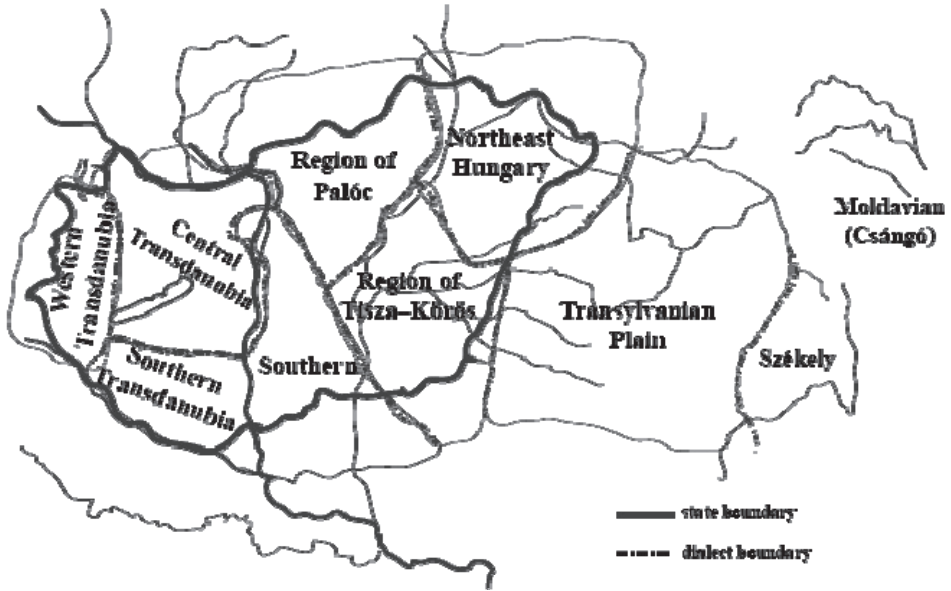 Northeast
Hungary
Region of
Palóc
Moldavian
(Csángó)
Western
Transdanubia
Central
Transdanubia
Region of
Tisza–Körös
Transylvanian
Plain
Southern
Transdanubia
Southern
Székely
state boundary
dialect boundary